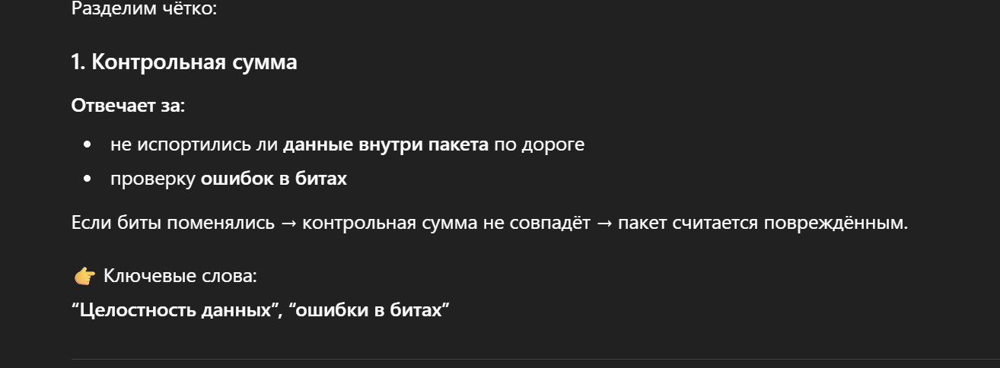 Разделим чётко:
1. Контрольная сумма
Отвечает за:
• не испортились ли данные внутри пакета по дороге
• проверку ошибок в битах
Если биты поменялись → контрольная сумма не совпадёт → пакет считается повреждённым.
👉 Ключевые слова:
“Целостность данных”, “ошибки в битах”